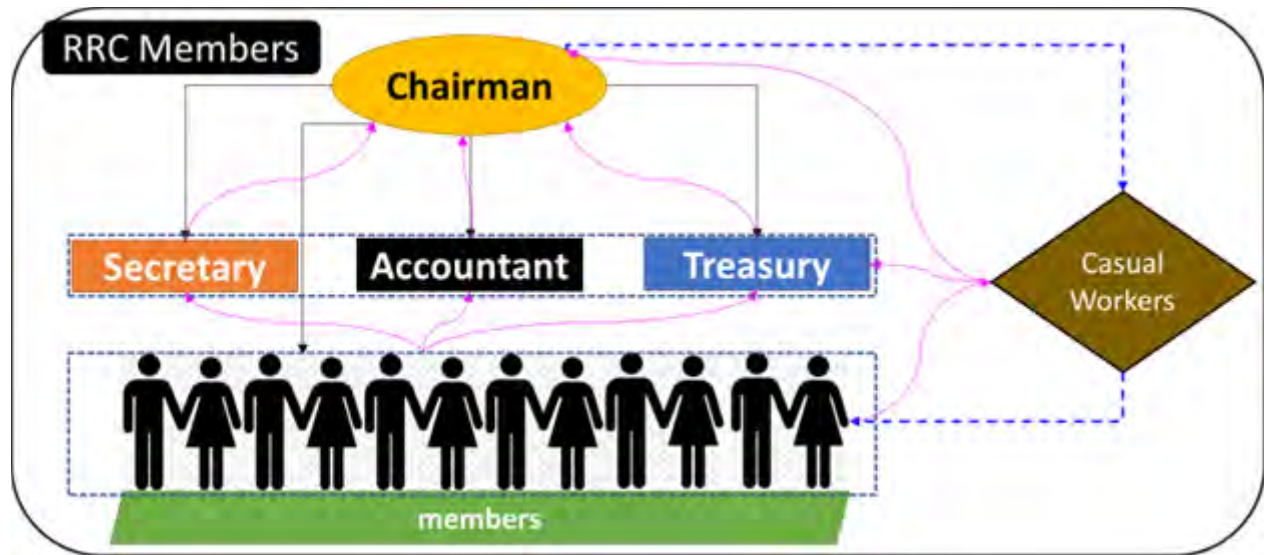 RRC Members
Chairman
Secretary
Accountant
Treasury
Casual
Workers
members